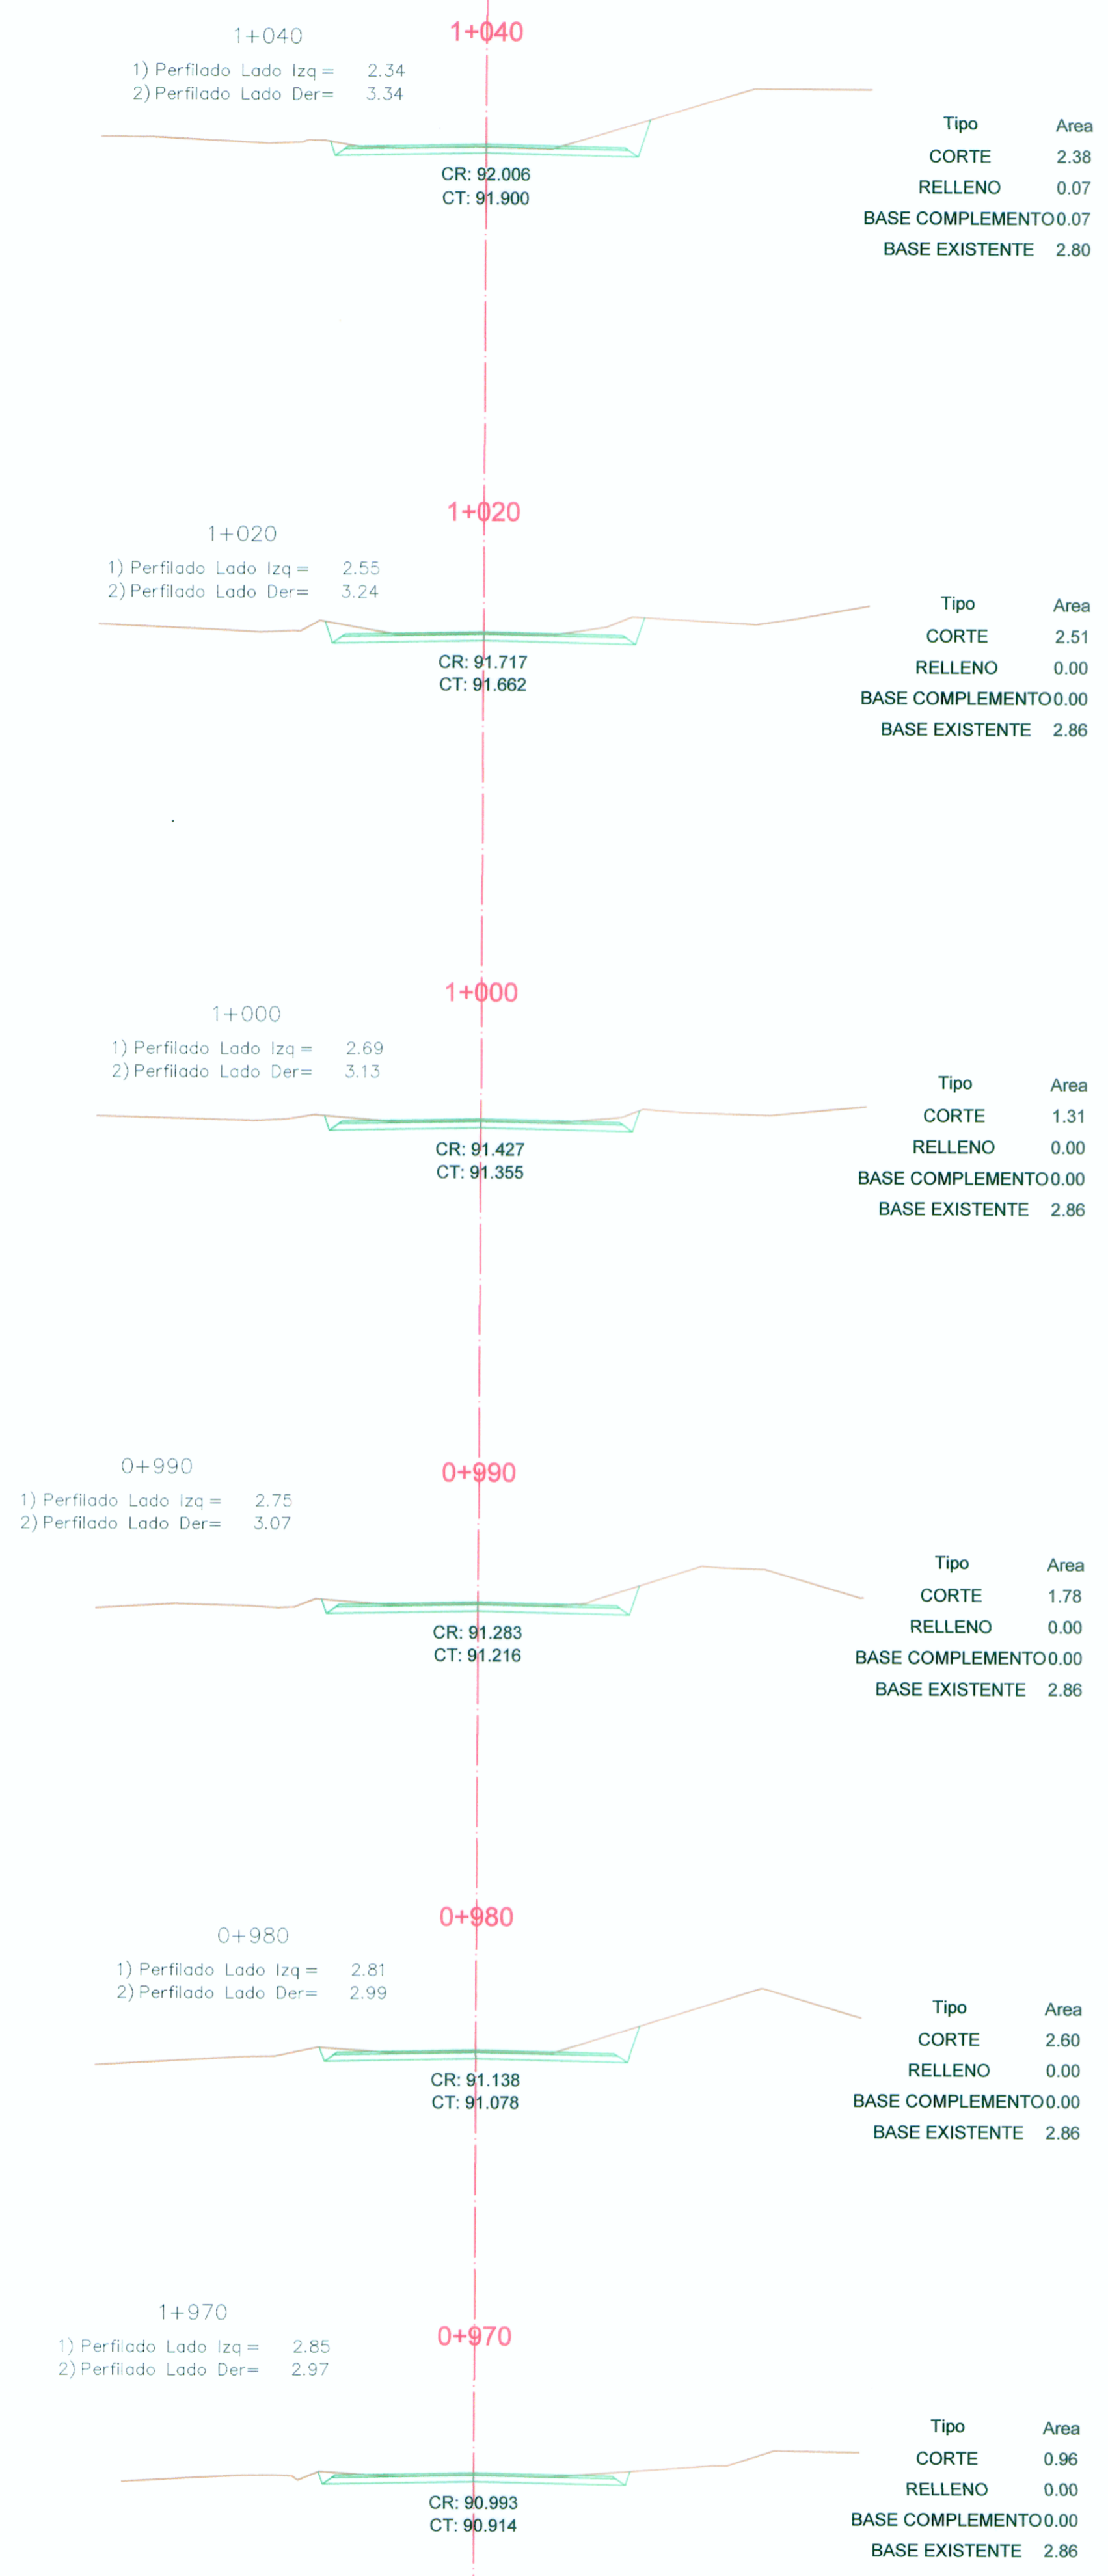 1+040
1+040
1) Perfilado Lado Izq = 2.34
2) Perfilado Lado Der= 3.34
Tipo Area
CORTE 2.38
RELLENO 0.07
BASE COMPLEMENTO 0.07
BASE EXISTENTE 2.80
CR: 92.006
CT: 91.900
1+020
1+020
1) Perfilado Lado Izq = 2.55
2) Perfilado Lado Der= 3.24
Tipo Area
CORTE 2.51
RELLENO 0.00
BASE COMPLEMENTO 0.00
BASE EXISTENTE 2.86
CR: 91.717
CT: 91.662
1+000
1+000
1) Perfilado Lado Izq = 2.69
2) Perfilado Lado Der= 3.13
Tipo Area
CORTE 1.31
RELLENO 0.00
BASE COMPLEMENTO 0.00
BASE EXISTENTE 2.86
CR: 91.427
CT: 91.355
0+990
0+990
1) Perfilado Lado Izq = 2.75
2) Perfilado Lado Der= 3.07
Tipo Area
CORTE 1.78
RELLENO 0.00
BASE COMPLEMENTO 0.00
BASE EXISTENTE 2.86
CR: 91.283
CT: 91.216
0+980
0+980
1) Perfilado Lado Izq = 2.81
2) Perfilado Lado Der= 2.99
Tipo Area
CORTE 2.60
RELLENO 0.00
BASE COMPLEMENTO 0.00
BASE EXISTENTE 2.86
CR: 91.138
CT: 91.078
1+970
0+970
1) Perfilado Lado Izq = 2.85
2) Perfilado Lado Der= 2.97
Tipo Area
CORTE 0.96
RELLENO 0.00
BASE COMPLEMENTO 0.00
BASE EXISTENTE 2.86
CR: 90.993
CT: 90.914